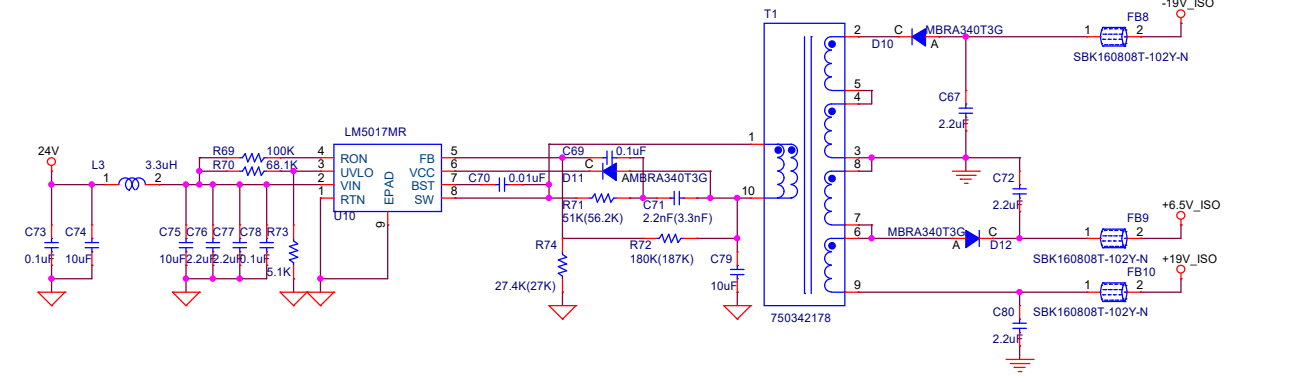 -19V_ISO
T1
FB8
2
C
MBRA340T3G
1
2
D10
A
SBK160808T-102Y-N
5
4
C67
2.2uF
LM5017MR
24V
L3
3.3uH
R69
100K
4
RON
FB
5
C69
0.1uF
1
3
R70
68.1K
3
UVLO
VCC
6
C
8
1
2
2
VIN
BST
7
C70
0.01uF
D11
A
MBRA340T3G
C72
1
RTN
SW
8
10
2.2uF
EPAD
U10
R71
C71
51K(56.2K)
2.2nF(3.3nF)
+6.5V_ISO
9
7
FB9
C73
C74
C75
C76
C77
C78
R73
R74
R72
6
MBRA340T3G
C
1
2
A
D12
0.1uF
10uF
10uF
2.2uF
2.2uF
0.1uF
180K(187K)
C79
SBK160808T-102Y-N
+19V_ISO
5.1K
FB10
27.4K(27K)
10uF
9
1
2
C80
SBK160808T-102Y-N
750342178
2.2uF